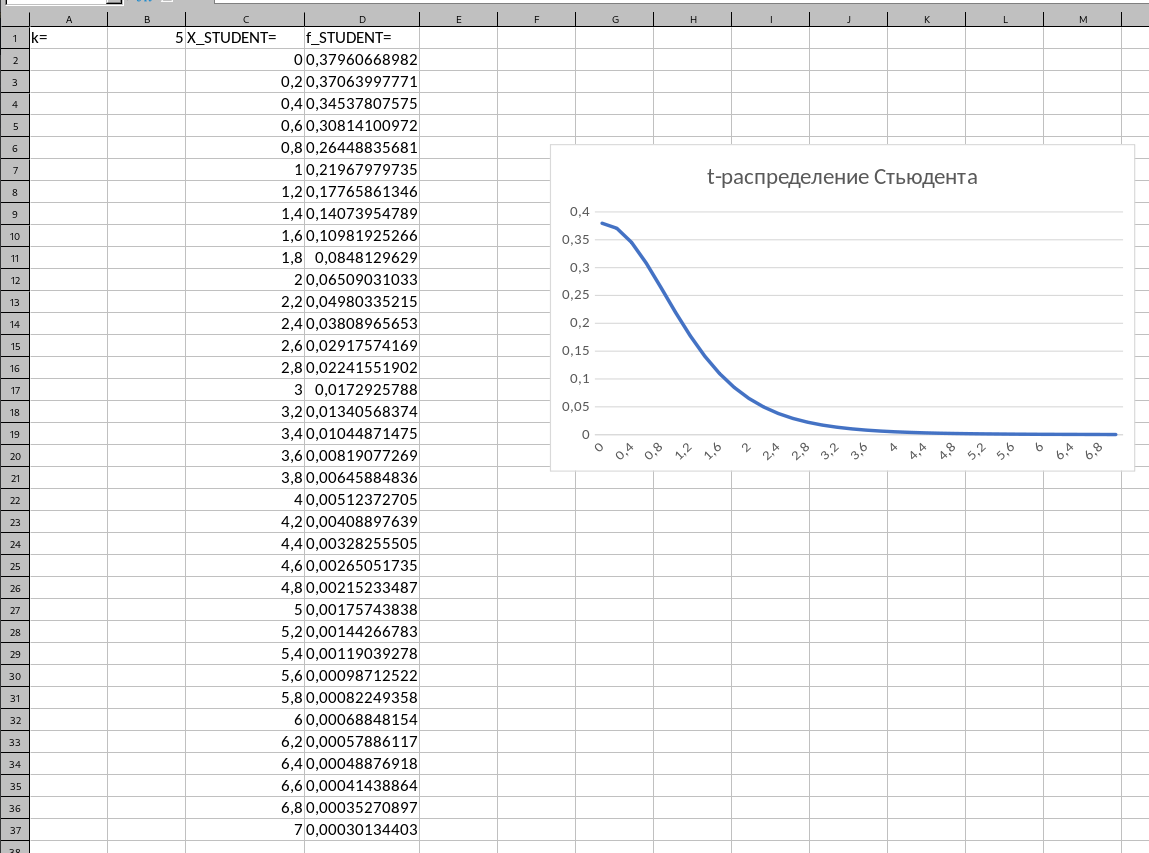 A B C D E F G H I J K L M
1 k= 5 X_STUDENT= f_STUDENT=
2 0 0,37960668982
3 0,2 0,37063997771
4 0,4 0,34537807575
5 0,6 0,30814100972
6 0,8 0,26448835681
7 1 0,21967979735
8 1,2 0,17765861346
9 1,4 0,14073954789
10 1,6 0,10981925266
11 1,8 0,0848129629
12 2 0,06509031033
13 2,2 0,04980335215
14 2,4 0,03808965653
15 2,6 0,02917574169
16 2,8 0,02241551902
17 3 0,0172925788
18 3,2 0,01340568374
19 3,4 0,01044871475
20 3,6 0,00819077269
21 3,8 0,00645884836
22 4 0,00512372705
23 4,2 0,00408897639
24 4,4 0,00328255505
25 4,6 0,00265051735
26 4,8 0,00215233487
27 5 0,00175743838
28 5,2 0,00144266783
29 5,4 0,00119039278
30 5,6 0,00098712522
31 5,8 0,00082249358
32 6 0,00068848154
33 6,2 0,00057886117
34 6,4 0,00048876918
35 6,6 0,00041438864
36 6,8 0,00035270897
37 7 0,00030134403
38
t-распределение Стьюдента
0,4
0,35
0,3
0,25
0,2
0,15
0,1
0,05
0
0 0,4 0,8 1,2 1,6 2 2,4 2,8 3,2 3,6 4 4,4 4,8 5,2 5,6 6 6,4 6,8